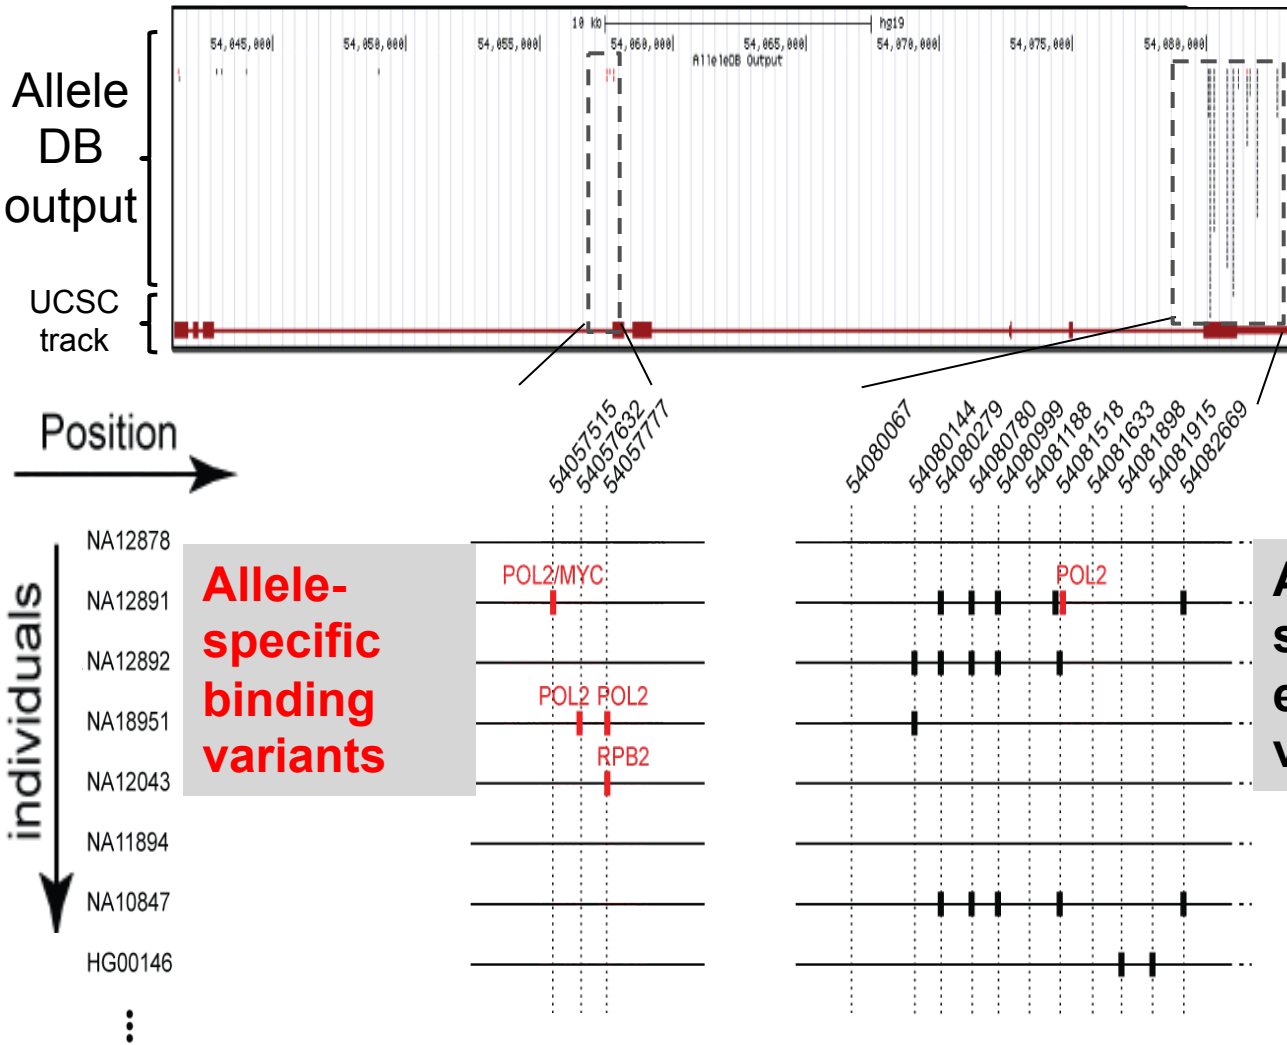 10 kb hg19
54,045,000 54,050,000 54,055,000 54,060,000 54,065,000 54,070,000 54,075,000 54,080,000
AlleleDB Output
Allele
DB
output
UCSC
track
Position
54057515
54057632
54057777
54080067
54080144
54080279
54080780
54080999
54081188
54081518
54081633
54081898
54081915
54082669
individuals
NA12878
POL2/MYC POL2
NA12891
NA12892
POL2 POL2
NA18951
RPB2
NA12043
NA11894
NA10847
HG00146
Allele-
specific
binding
variants
A
s
e
v